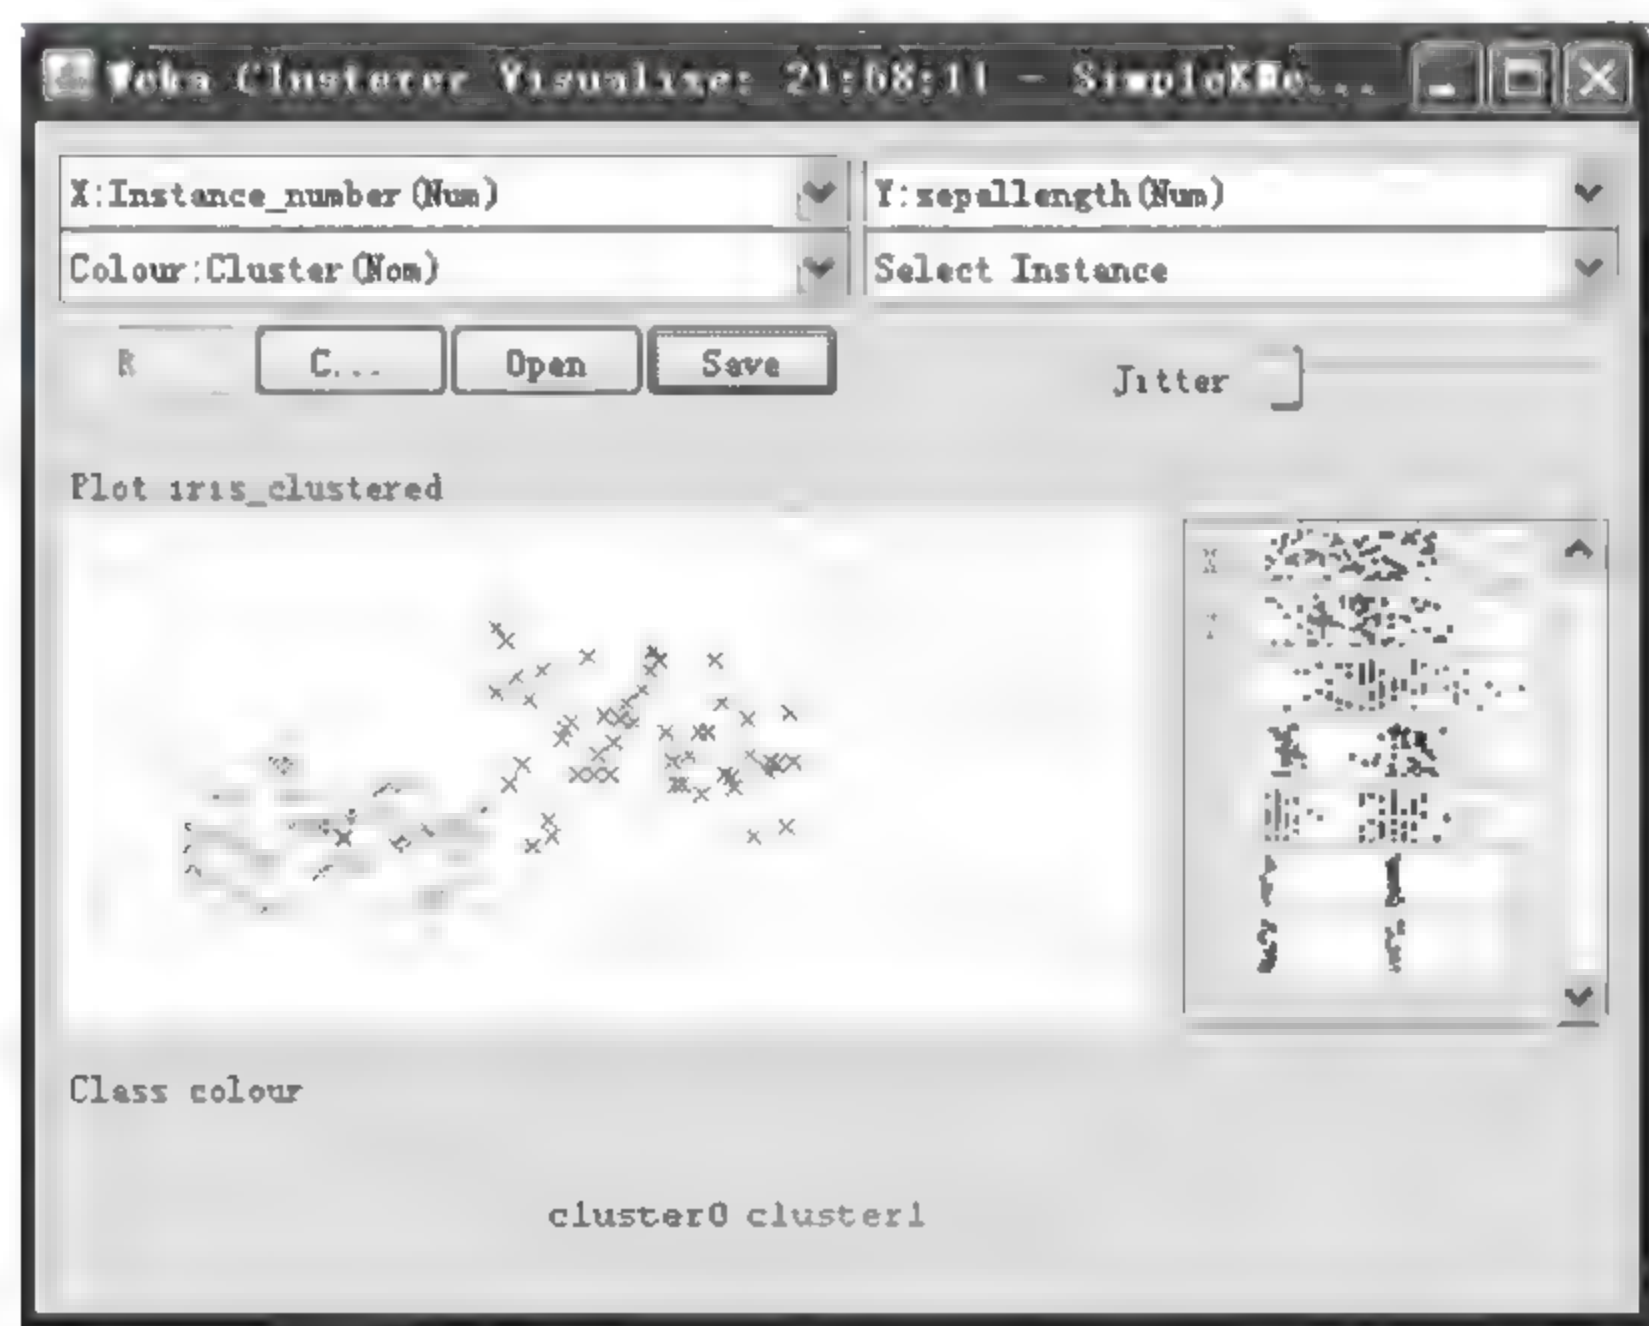 Weka Clusterer Visualize: 21:58:11 - SimpleKMe...
X:Instance_number(Num) Y:sepallength(Num)
Colour:Cluster(Nom) Select Instance
R C... Open Save Jitter
Plot iris_clustered
X
Y
Class colour
cluster0 cluster1